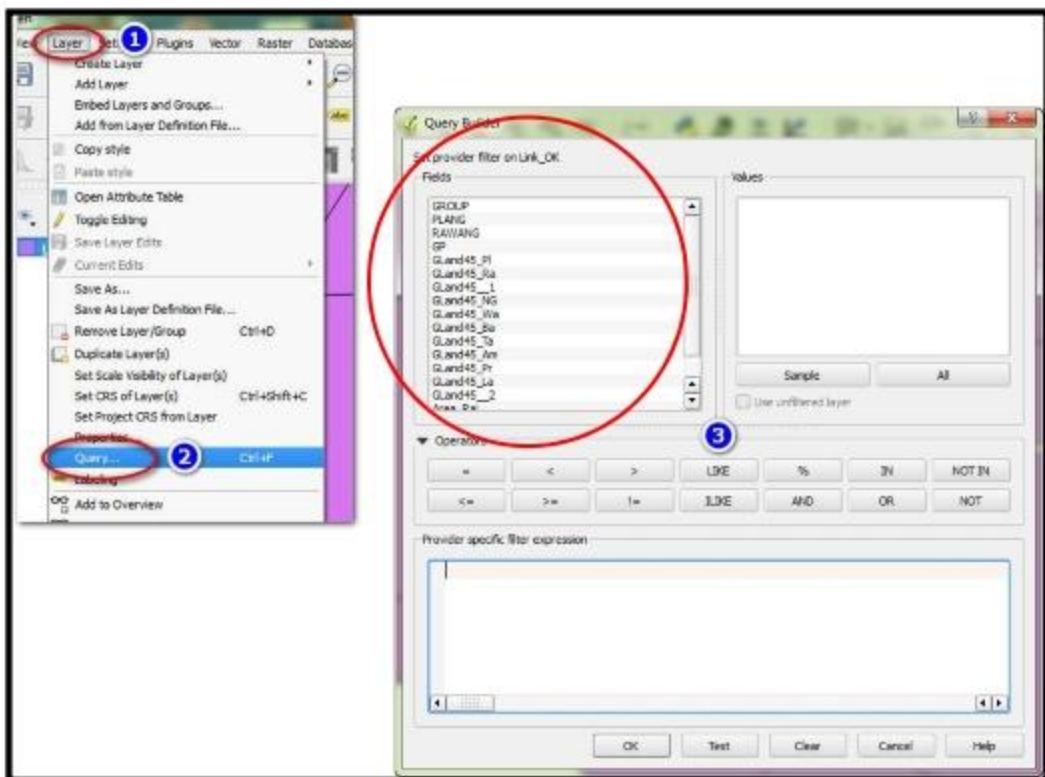 Layer
1
Plugins
Vector
Raster
Databas
Create Layer
Add Layer
Embed Layers and Groups...
Add from Layer Definition File...
Copy style
Paste style
Open Attribute Table
Toggle Editing
Save Layer Edits
Current Edits
Save As...
Save As Layer Definition File...
Remove Layer/Group Ctrl+D
Duplicate Layer(s)
Set Scale Visibility of Layer(s)
Set CRS of Layer(s) Ctrl+Shift+C
Set Project CRS from Layer
Properties...
Query... 2 Ctrl+F
Labeling
Add to Overview
abc
Query Builder
Set provider filter on Link_OK
Fields
GROUP
PLANG
RAWANG
GP
GLand45_Pl
GLand45_Ra
GLand45__1
GLand45_NG
GLand45_Wa
GLand45_Ba
GLand45_Ta
GLand45_Am
GLand45_Pr
GLand45_La
GLand45__2
Area_Rai
Values
Sample All
Use unfiltered layer
3
Operators
= < > LIKE % IN NOT IN
<= >= != ILIKE AND OR NOT
Provider specific filter expression
OK Test Clear Cancel Help